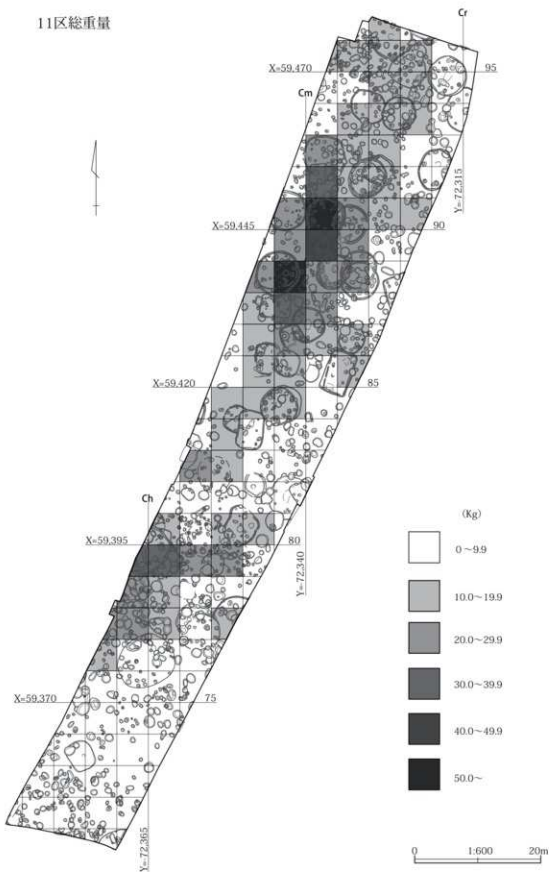 11区総重量
Cr
X=59,470
95
Cm
Y=-72,315
X=59,445
90
X=59,420
85
Ch
X=59,395
80
Y=-72,340
X=59,370
75
Y=-72,365
(Kg)
0～9.9
10.0～19.9
20.0～29.9
30.0～39.9
40.0～49.9
50.0～
0 1:600 20m